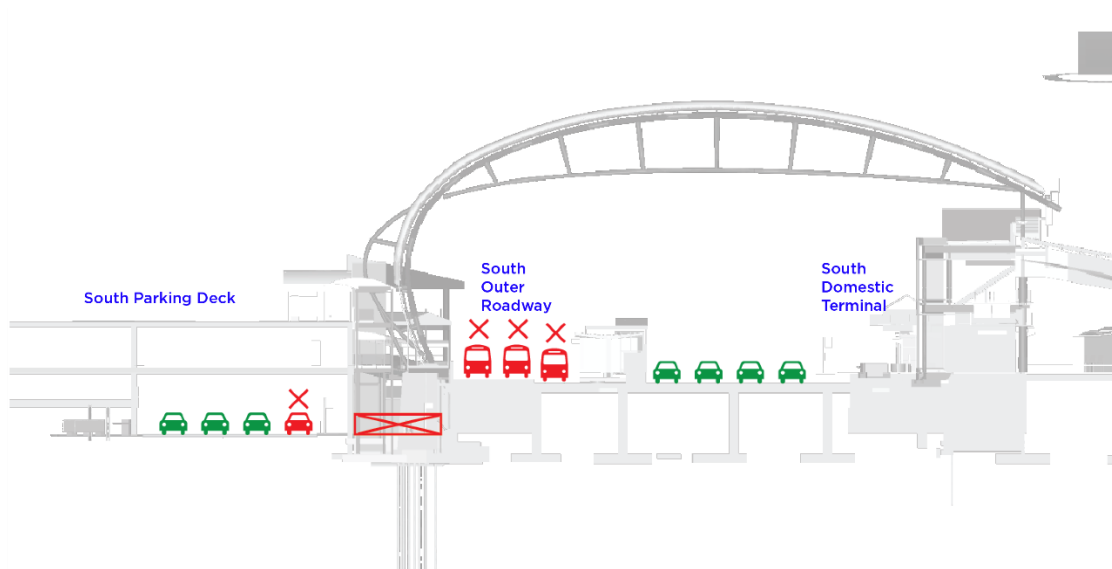 South Parking Deck
South
Outer
Roadway
South
Domestic
Terminal